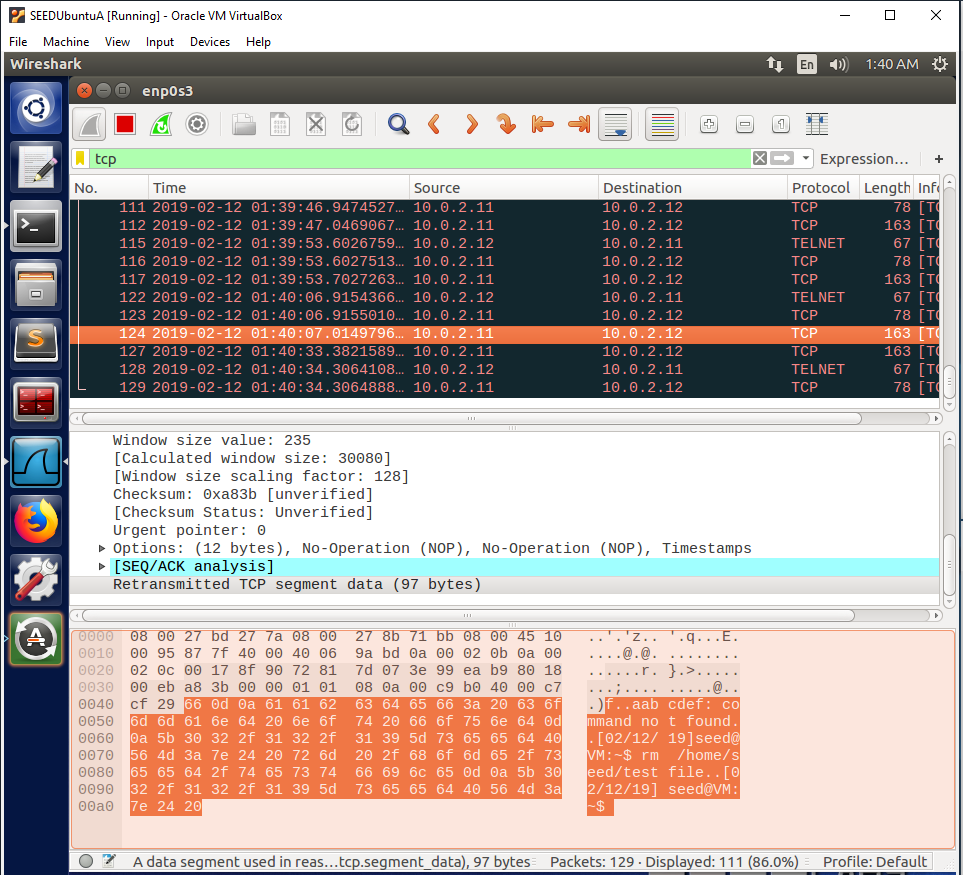 SEEDUbuntuA [Running] - Oracle VM VirtualBox
File Machine View Input Devices Help
Wireshark En 1:40 AM
enp0s3
tcp Expression… +
No. Time Source Destination Protocol Length Info
111 2019-02-12 01:39:46.9474527… 10.0.2.11 10.0.2.12 TCP 78 [TC
112 2019-02-12 01:39:47.0469067… 10.0.2.11 10.0.2.12 TCP 163 [TC
115 2019-02-12 01:39:53.6026759… 10.0.2.12 10.0.2.11 TELNET 67 [TC
116 2019-02-12 01:39:53.6027513… 10.0.2.11 10.0.2.12 TCP 78 [TC
117 2019-02-12 01:39:53.7027263… 10.0.2.11 10.0.2.12 TCP 163 [TC
122 2019-02-12 01:40:06.9154366… 10.0.2.12 10.0.2.11 TELNET 67 [TC
123 2019-02-12 01:40:06.9155010… 10.0.2.11 10.0.2.12 TCP 78 [TC
124 2019-02-12 01:40:07.0149796… 10.0.2.11 10.0.2.12 TCP 163 [TC
127 2019-02-12 01:40:33.3821589… 10.0.2.11 10.0.2.12 TCP 163 [TC
128 2019-02-12 01:40:34.3064108… 10.0.2.12 10.0.2.11 TELNET 67 [TC
129 2019-02-12 01:40:34.3064888… 10.0.2.11 10.0.2.12 TCP 78 [TC
Window size value: 235
[Calculated window size: 30080]
[Window size scaling factor: 128]
Checksum: 0xa83b [unverified]
[Checksum Status: Unverified]
Urgent pointer: 0
Options: (12 bytes), No-Operation (NOP), No-Operation (NOP), Timestamps
[SEQ/ACK analysis]
Retransmitted TCP segment data (97 bytes)
0000 08 00 27 bd 27 7a 08 00 27 8b 71 bb 08 00 45 10 ..'.'z.. '.q...E.
0010 00 95 87 7f 40 00 40 06 9a bd 0a 00 02 0b 0a 00 ....@.@. ........
0020 02 0c 00 17 8f 90 72 81 7d 07 3e 99 ea b9 80 18 ......r. }.>.....
0030 00 eb a8 3b 00 00 01 01 08 0a 00 c9 b0 40 00 c7 ...;.... .....@..
0040 cf 29 66 0d 0a 61 61 62 63 64 65 66 3a 20 63 6f .)f..aab cdef: co
0050 6d 6d 61 6e 64 20 6e 6f 74 20 66 6f 75 6e 64 0d mmand no t found.
0060 0a 5b 30 32 2f 31 32 2f 31 39 5d 73 65 65 64 40 .[02/12/ 19]seed@
0070 56 4d 3a 7e 24 20 72 6d 20 2f 68 6f 6d 65 2f 73 VM:~$ rm /home/s
0080 65 65 64 2f 74 65 73 74 66 69 6c 65 0d 0a 5b 30 eed/test file..[0
0090 32 2f 31 32 2f 31 39 5d 73 65 65 64 40 56 4d 3a 2/12/19] seed@VM:
00a0 7e 24 20 ~$
A data segment used in reas…tcp.segment_data), 97 bytes Packets: 129 · Displayed: 111 (86.0%) Profile: Default